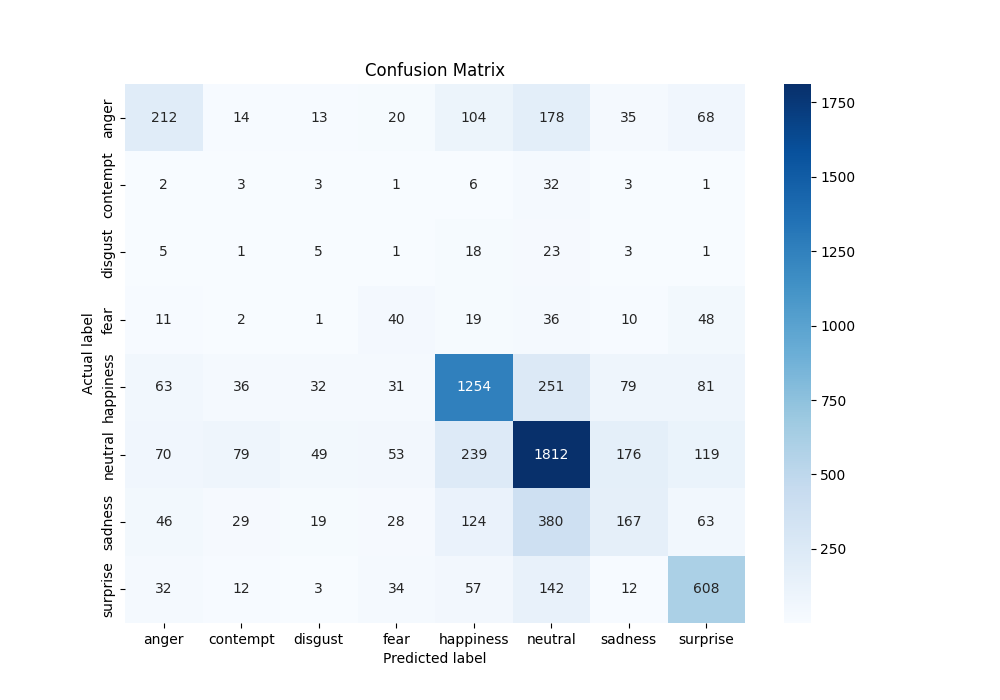 Confusion Matrix
anger 212 14 13 20 104 178 35 68
contempt 2 3 3 1 6 32 3 1
disgust 5 1 5 1 18 23 3 1
fear 11 2 1 40 19 36 10 48
happiness 63 36 32 31 1254 251 79 81
neutral 70 79 49 53 239 1812 176 119
sadness 46 29 19 28 124 380 167 63
surprise 32 12 3 34 57 142 12 608
anger contempt disgust fear happiness neutral sadness surprise
Predicted label
Actual label
1750
1500
1250
1000
750
500
250